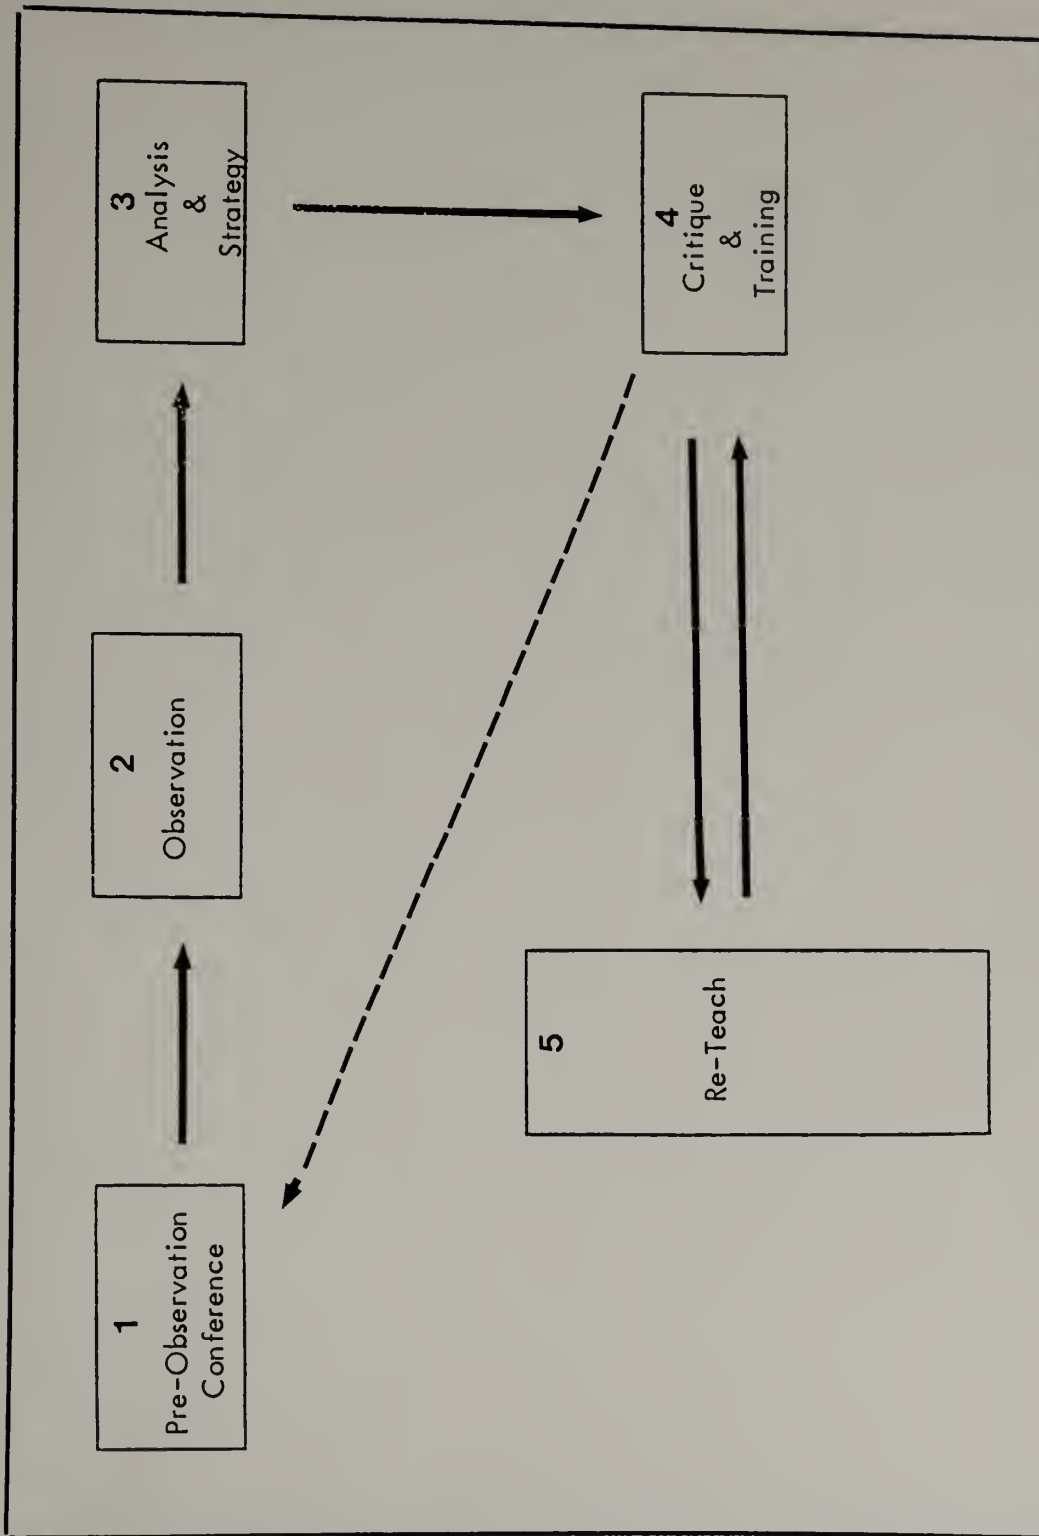 1
Pre-Observation
Conference
2
Observation
3
Analysis
&
Strategy
4
Critique
&
Training
5
Re-Teach